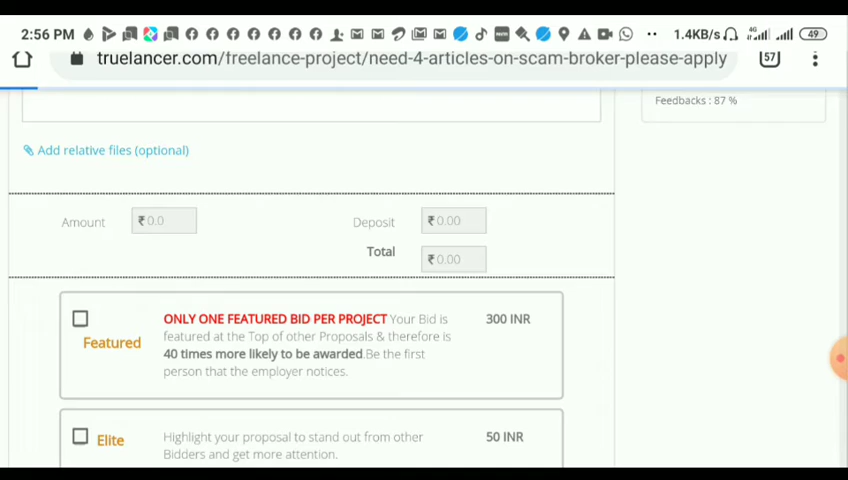 2:56 PM
1.4KB/s 4G 49
truelancer.com/freelance-project/need-4-articles-on-scam-broker-please-apply
57
Feedbacks : 87 %
Add relative files (optional)
Amount ₹0.0 Deposit ₹0.00
Total ₹0.00
ONLY ONE FEATURED BID PER PROJECT Your Bid is 300 INR
Featured featured at the Top of other Proposals & therefore is
40 times more likely to be awarded.Be the first
person that the employer notices.
Elite Highlight your proposal to stand out from other 50 INR
Bidders and get more attention.